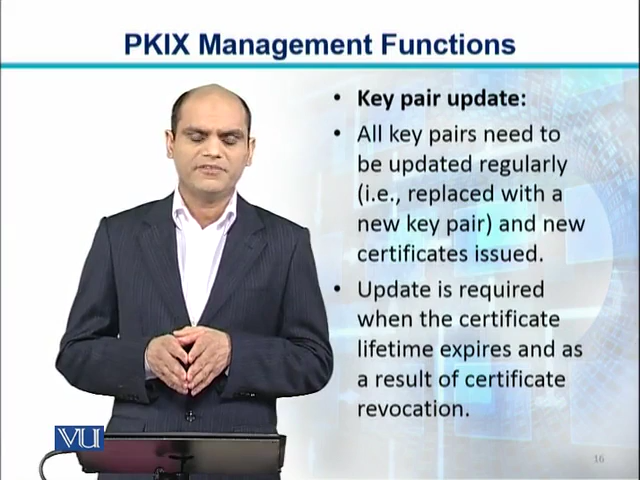 PKIX Management Functions
• Key pair update:
• All key pairs need to
be updated regularly
(i.e., replaced with a
new key pair) and new
certificates issued.
• Update is required
when the certificate
lifetime expires and as
a result of certificate
revocation.
VU
16